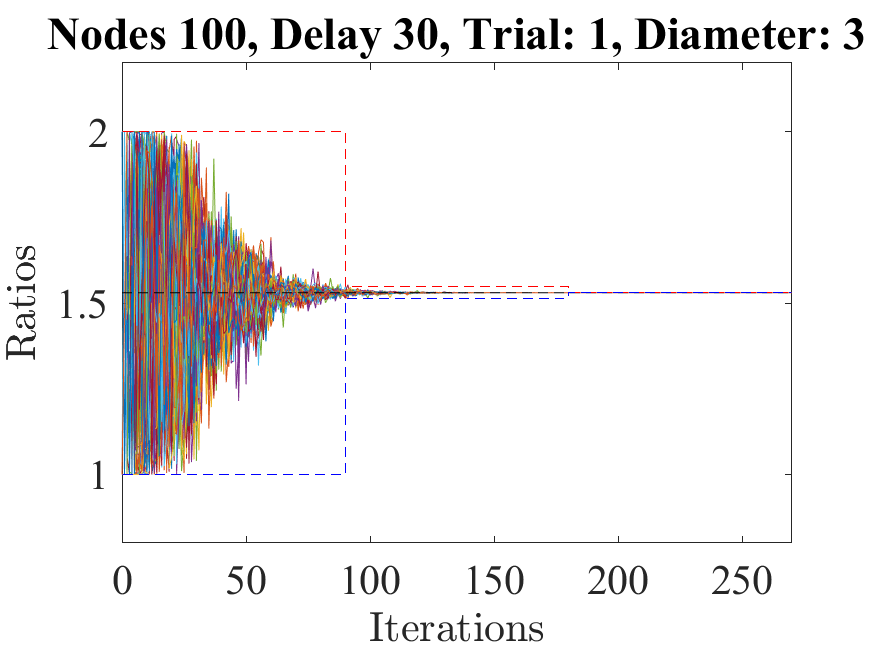 Nodes 100, Delay 30, Trial: 1, Diameter: 3
2
1.5
1
Ratios
0 50 100 150 200 250
Iterations